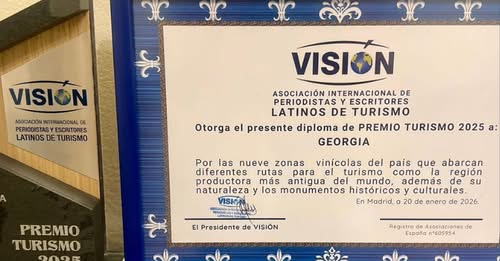 VISIÓN
ASOCIACIÓN INTERNACIONAL DE
PERIODISTAS Y ESCRITORES
LATINOS DE TURISMO
PREMIO
TURISMO
2025
VISIÓN
ASOCIACIÓN INTERNACIONAL DE
PERIODISTAS Y ESCRITORES
LATINOS DE TURISMO
Otorga el presente diploma de PREMIO TURISMO 2025 a:
GEORGIA
Por las nueve zonas vinícolas del país que abarcan
diferentes rutas para el turismo como la región
productora más antigua del mundo, además de su
naturaleza y los monumentos históricos y culturales.
En Madrid, a 20 de enero de 2026.
VISIÓN
El Presidente de VISIÓN
Registro de Asociaciones de
España nº605954